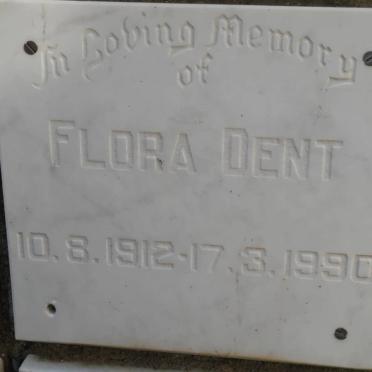 In Loving Memory
of
FLORA DENT
10.8.1912-17.3.1990